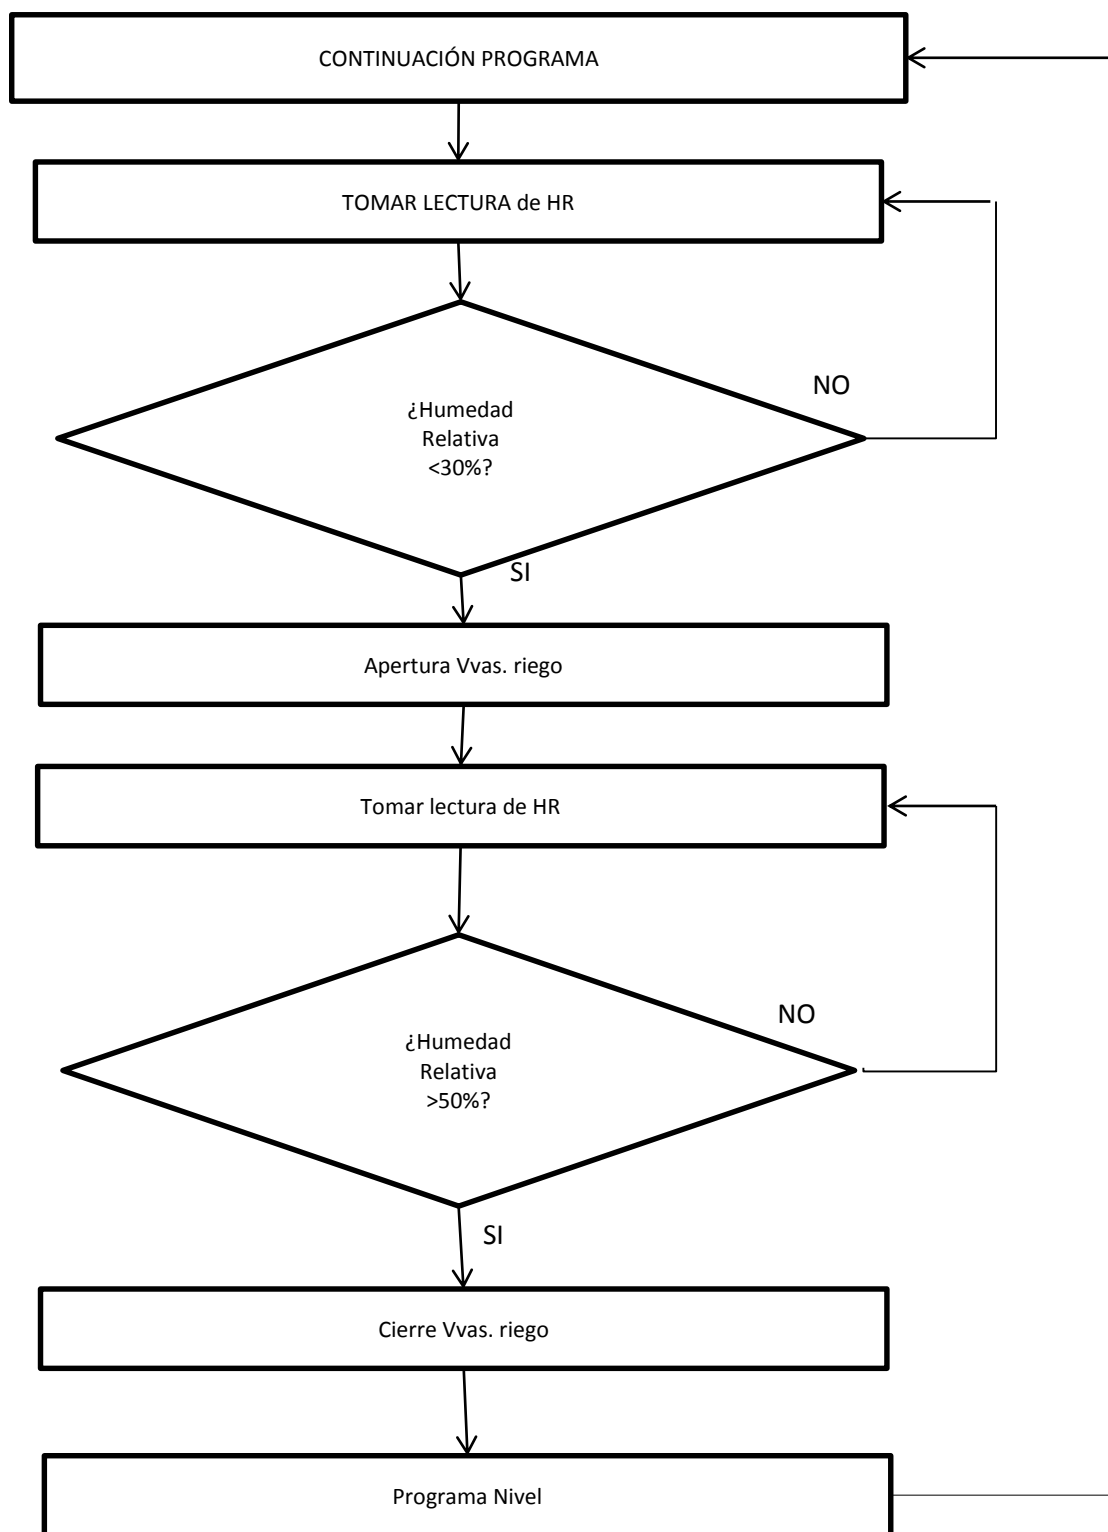 CONTINUACIÓN PROGRAMA
TOMAR LECTURA de HR
NO
¿Humedad
Relativa
<30%?
SI
Apertura Vvas. riego
Tomar lectura de HR
NO
¿Humedad
Relativa
>50%?
SI
Cierre Vvas. riego
Programa Nivel